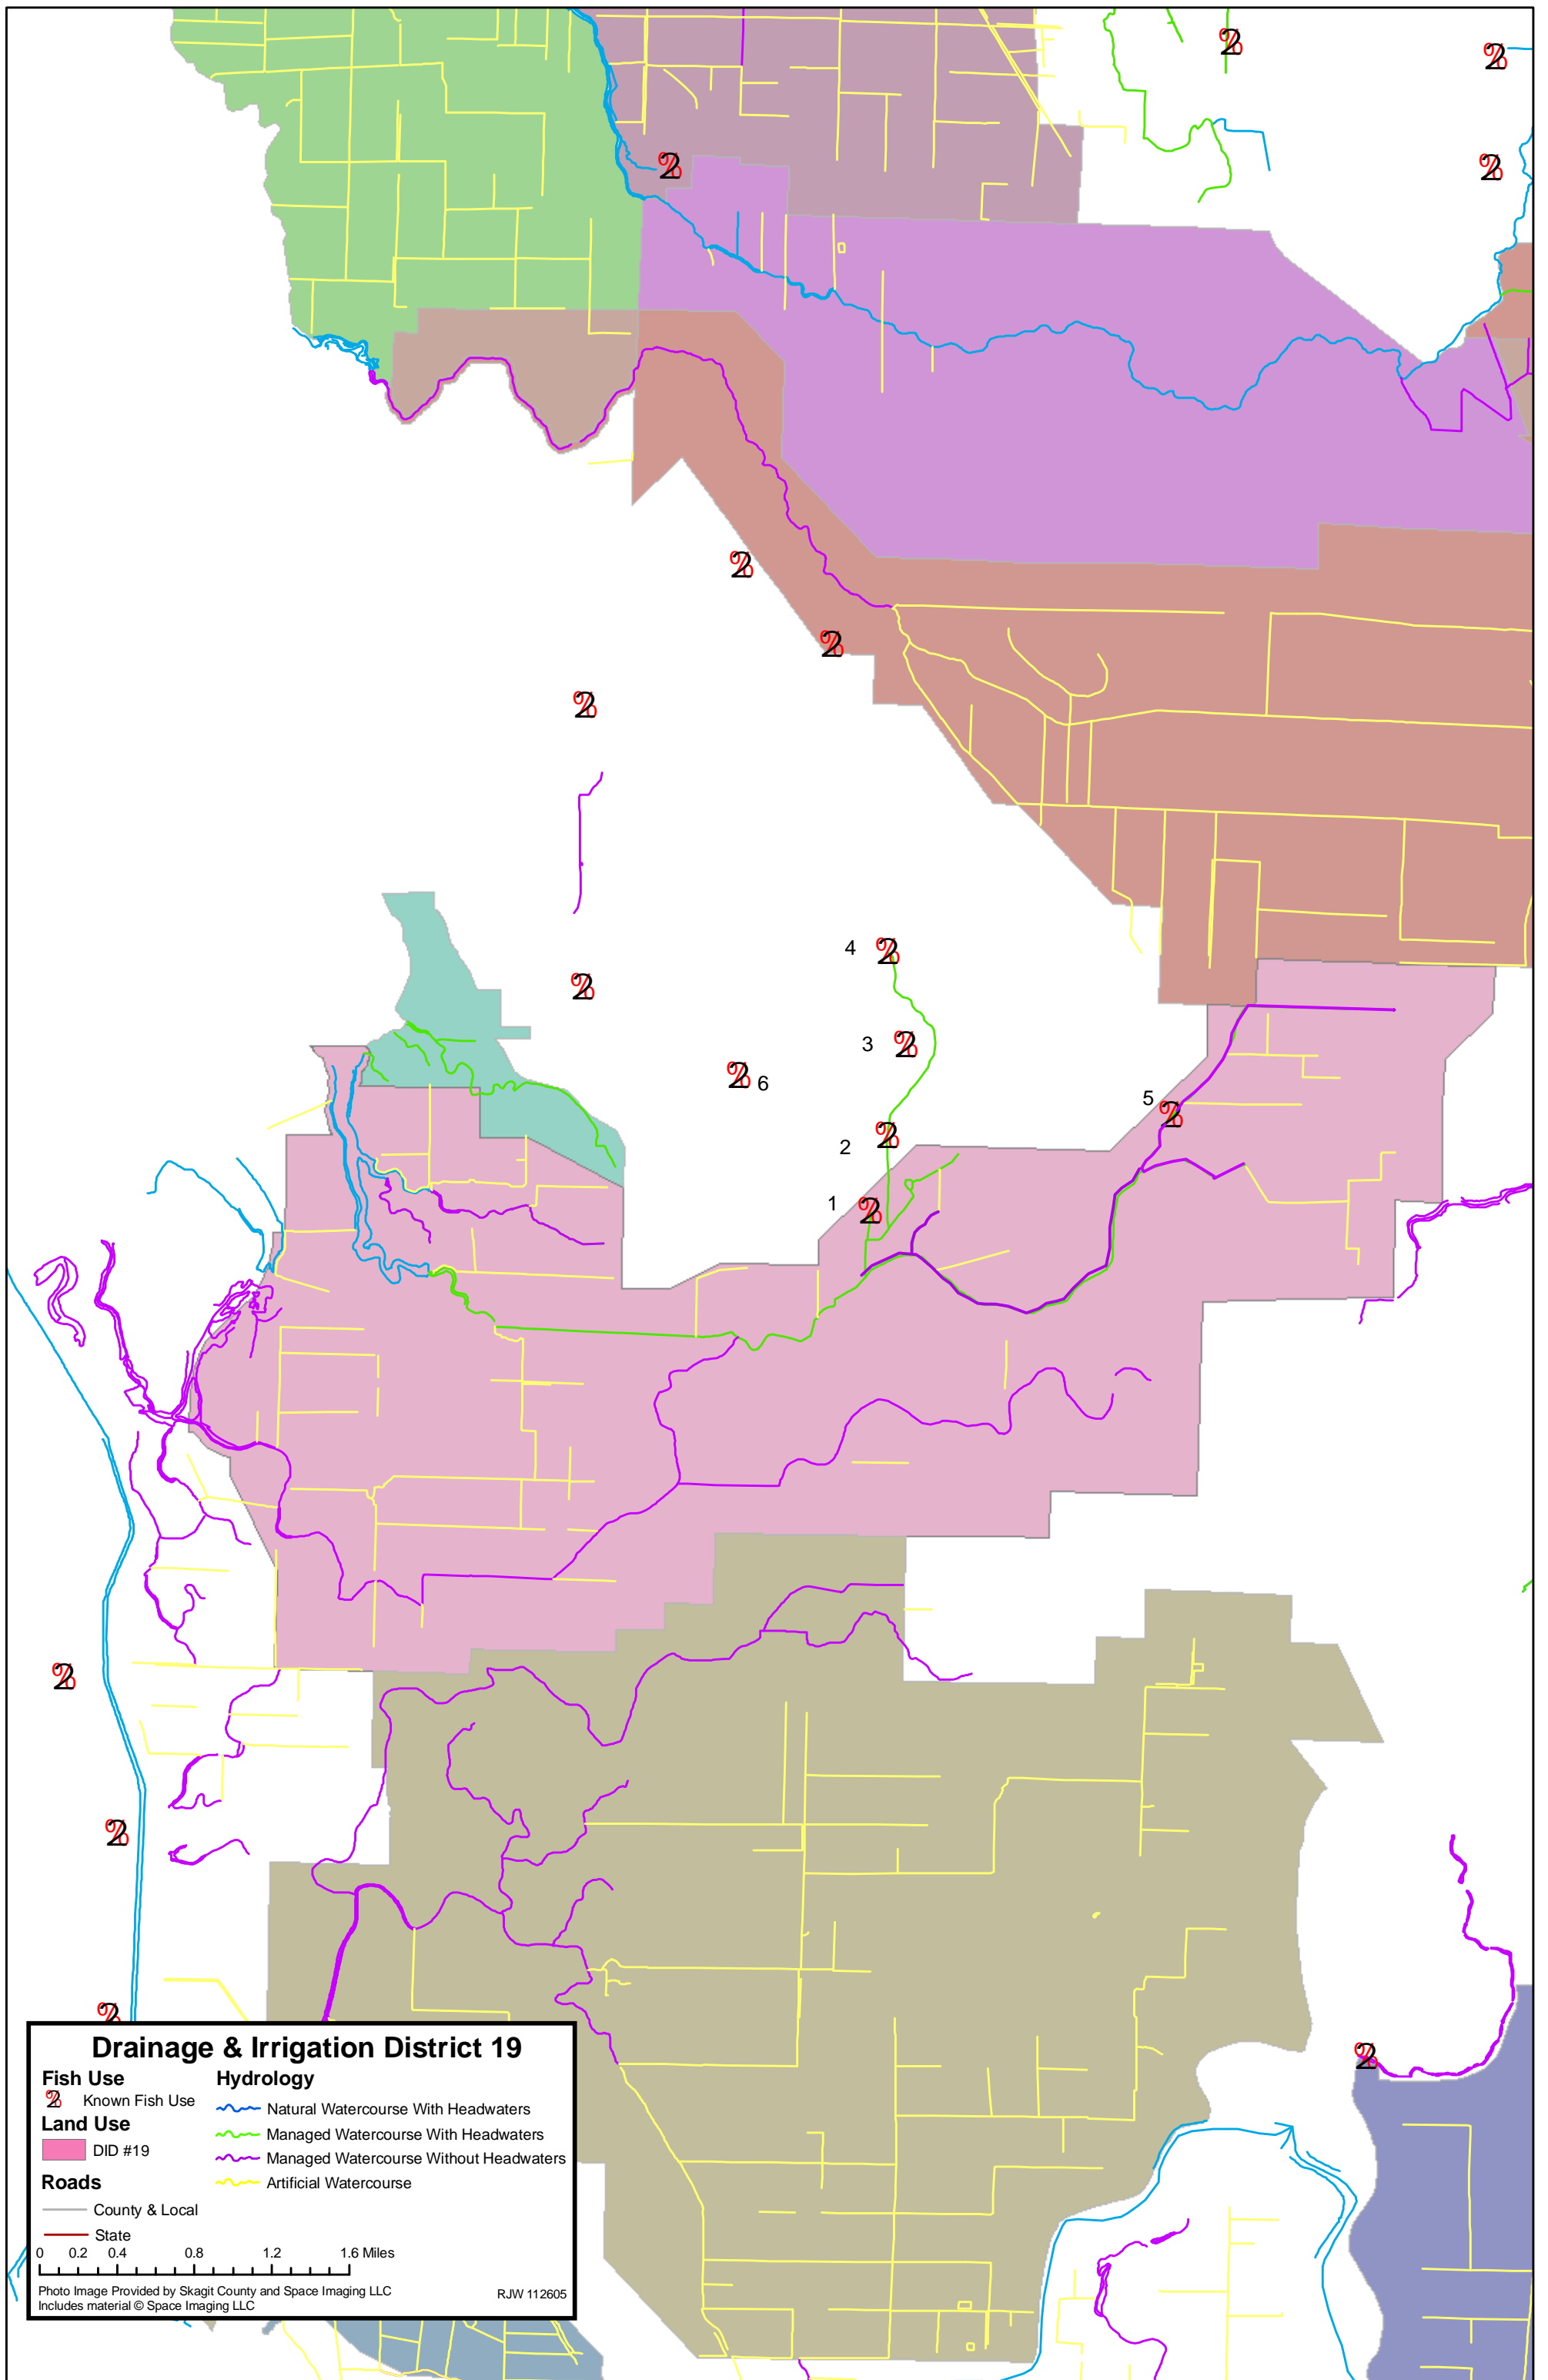 4
3
6
5
2
1
Drainage & Irrigation District 19
Fish Use
Known Fish Use
Land Use
DID #19
Roads
County & Local
State
Hydrology
Natural Watercourse With Headwaters
Managed Watercourse With Headwaters
Managed Watercourse Without Headwaters
Artificial Watercourse
0 0.2 0.4 0.8 1.2 1.6 Miles
Photo Image Provided by Skagit County and Space Imaging LLC
Includes material © Space Imaging LLC
RJW 112605